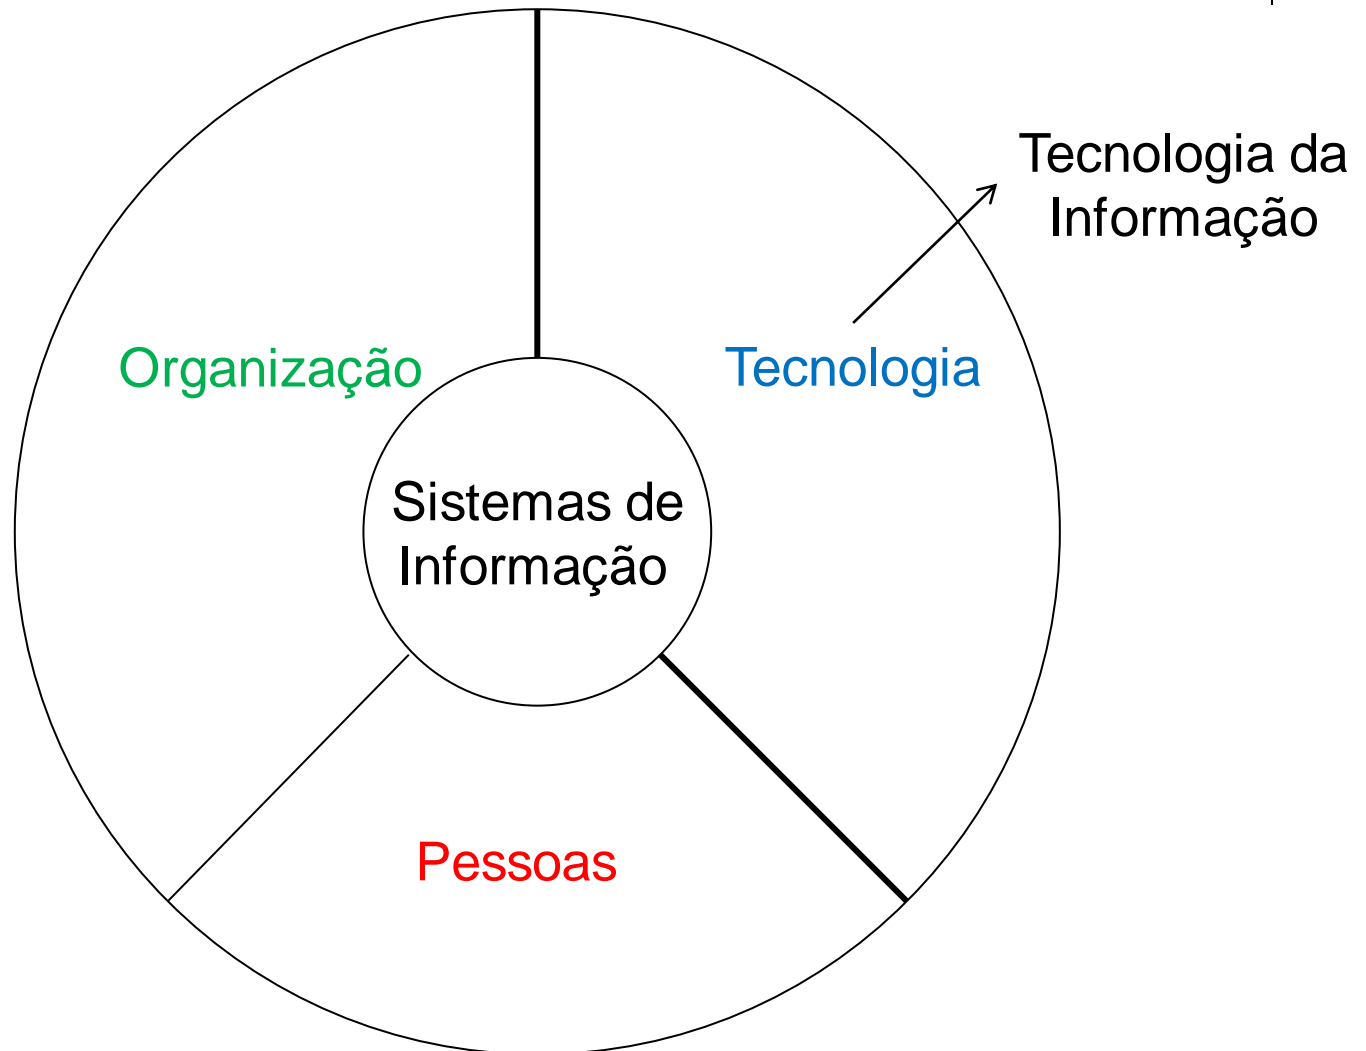 Tecnologia da
Informação
Organização
Tecnologia
Sistemas de
Informação
Pessoas